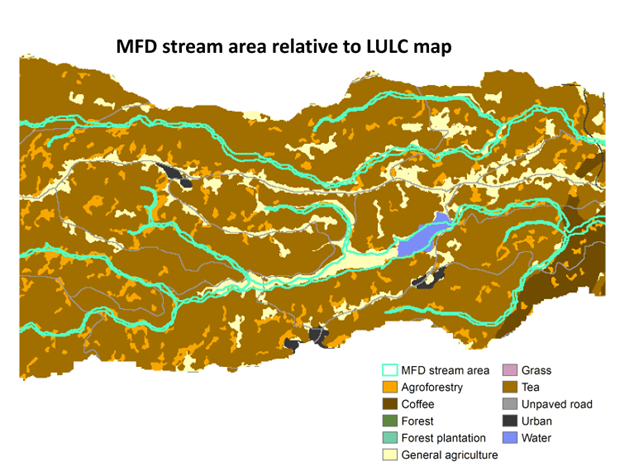 MFD stream area relative to LULC map
MFD stream area
Agroforestry
Coffee
Forest
Forest plantation
General agriculture
Grass
Tea
Unpaved road
Urban
Water